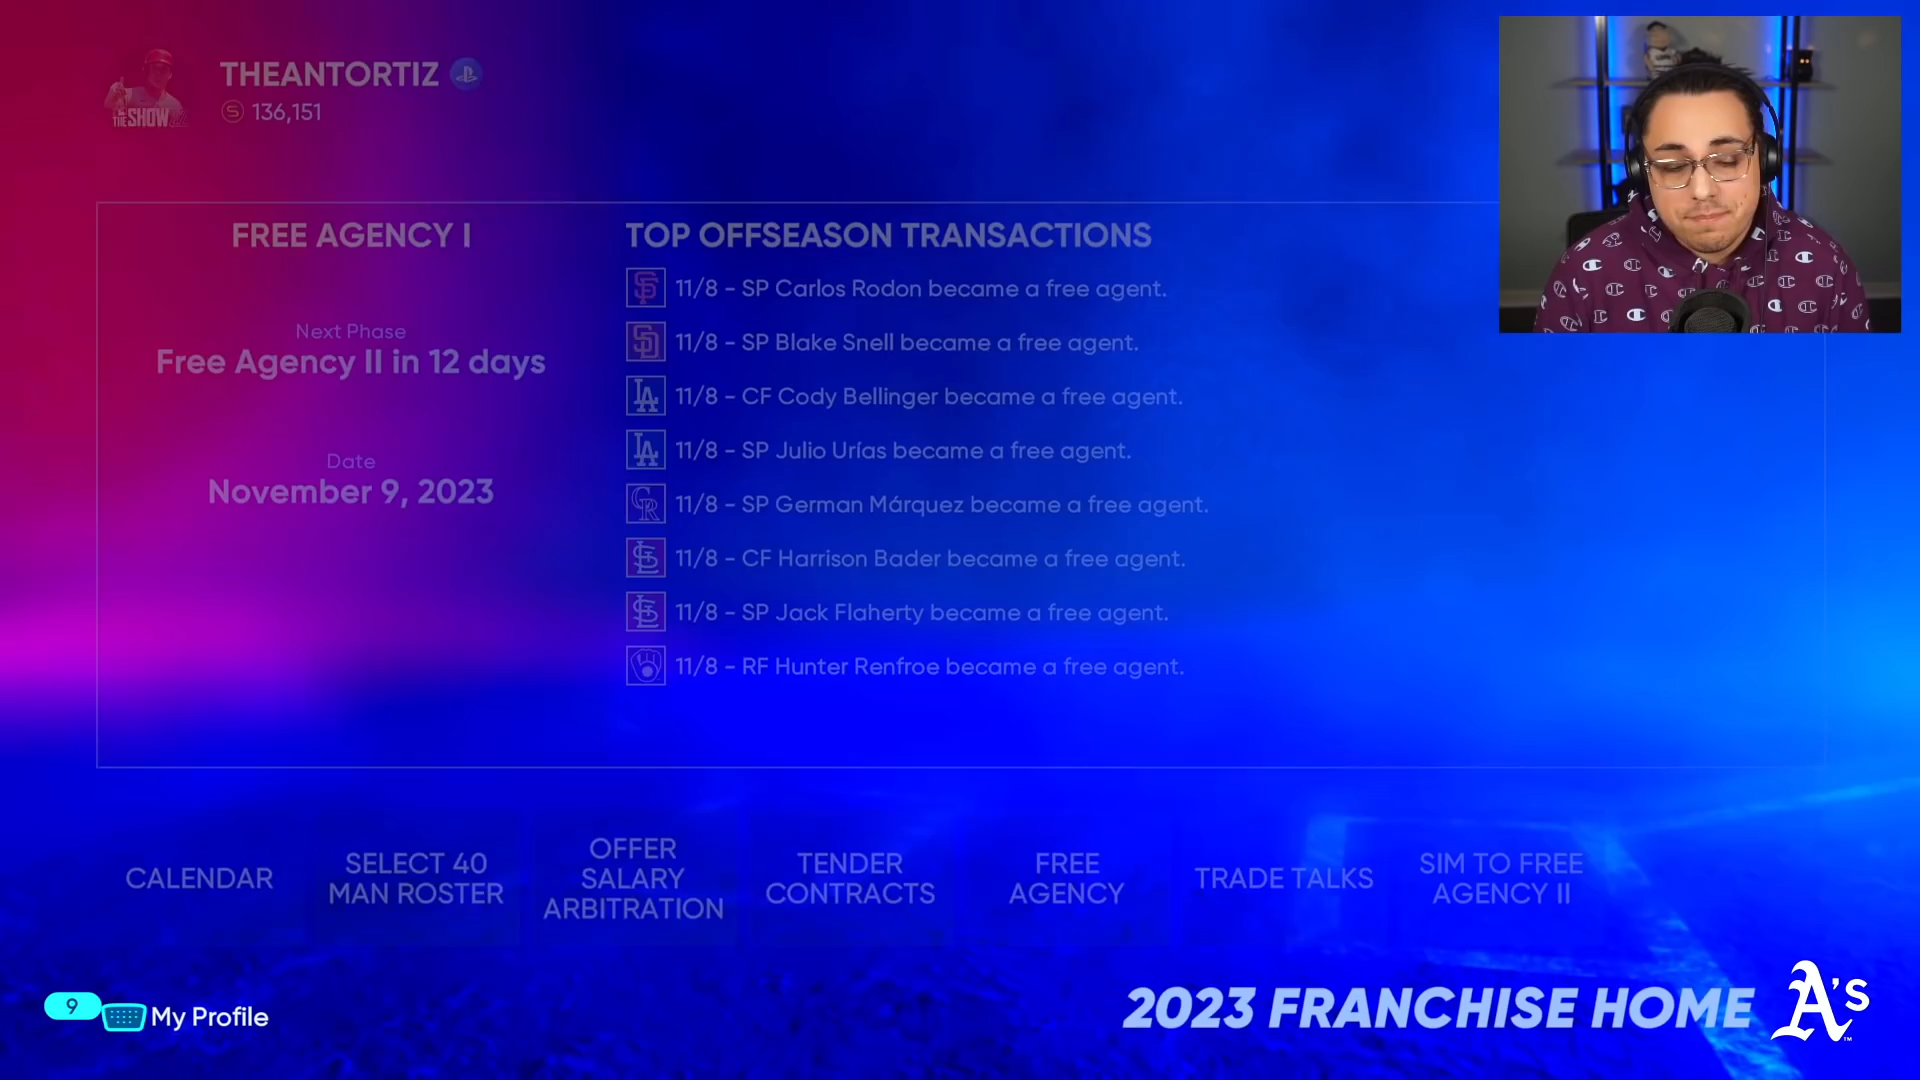 THEANTORTIZ
136,151
THE SHOW 22
FREE AGENCY I
Next Phase
Free Agency II in 12 days
Date
November 9, 2023
TOP OFFSEASON TRANSACTIONS
11/8 - SP Carlos Rodon became a free agent.
11/8 - SP Blake Snell became a free agent.
11/8 - CF Cody Bellinger became a free agent.
11/8 - SP Julio Urías became a free agent.
11/8 - SP German Márquez became a free agent.
11/8 - CF Harrison Bader became a free agent.
11/8 - SP Jack Flaherty became a free agent.
11/8 - RF Hunter Renfroe became a free agent.
CALENDAR
SELECT 40
MAN ROSTER
OFFER
SALARY
ARBITRATION
TENDER
CONTRACTS
FREE
AGENCY
TRADE TALKS
SIM TO FREE
AGENCY II
9
My Profile
2023 FRANCHISE HOME
A's